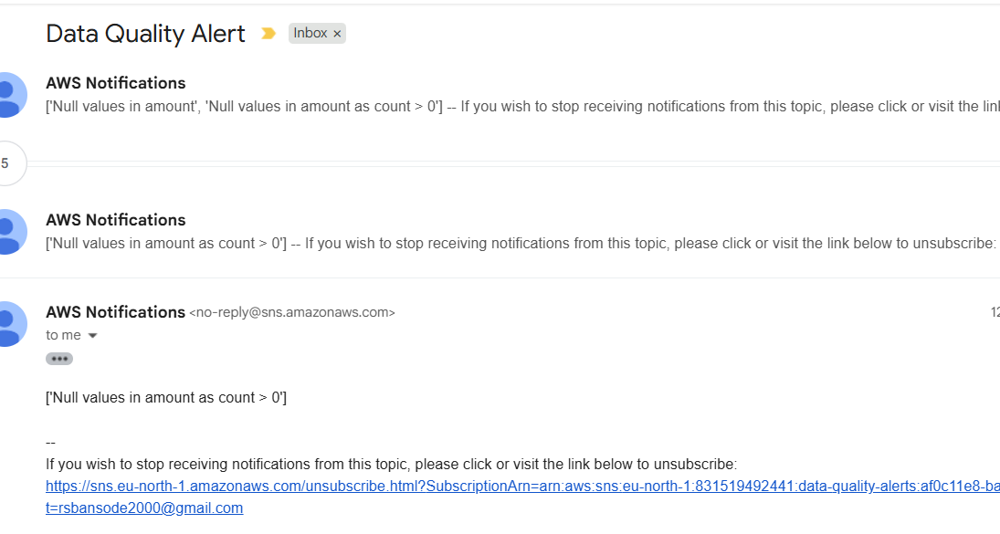 Data Quality Alert Inbox ×
AWS Notifications
['Null values in amount', 'Null values in amount as count > 0'] -- If you wish to stop receiving notifications from this topic, please click or visit the link
5
AWS Notifications
['Null values in amount as count > 0'] -- If you wish to stop receiving notifications from this topic, please click or visit the link below to unsubscribe:
AWS Notifications <no-reply@sns.amazonaws.com> 12
to me
['Null values in amount as count > 0']
--
If you wish to stop receiving notifications from this topic, please click or visit the link below to unsubscribe:
https://sns.eu-north-1.amazonaws.com/unsubscribe.html?SubscriptionArn=arn:aws:sns:eu-north-1:831519492441:data-quality-alerts:af0c11e8-ba
t=rsbansode2000@gmail.com